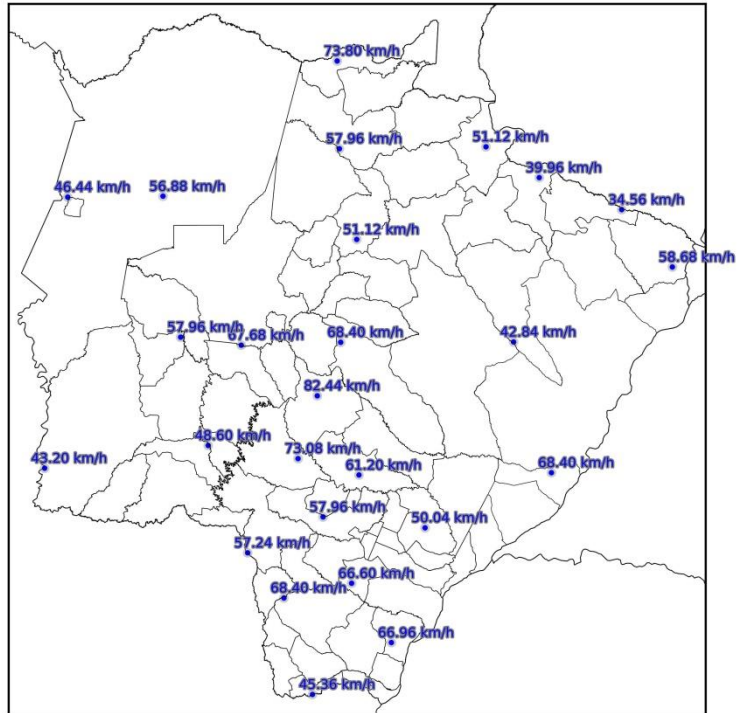 73.80 km/h
57.96 km/h
51.12 km/h
39.96 km/h
46.44 km/h
56.88 km/h
34.56 km/h
51.12 km/h
58.68 km/h
57.96 km/h
67.68 km/h
68.40 km/h
42.84 km/h
82.44 km/h
48.60 km/h
73.08 km/h
43.20 km/h
61.20 km/h
68.40 km/h
57.96 km/h
50.04 km/h
57.24 km/h
66.60 km/h
68.40 km/h
66.96 km/h
45.36 km/h